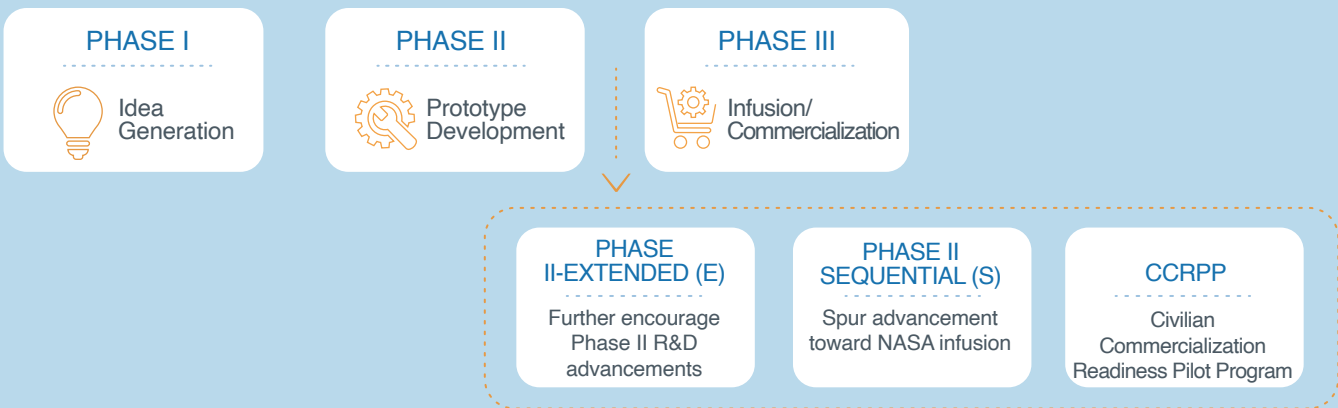 PHASE I
Idea
Generation
PHASE II
Prototype
Development
PHASE III
Infusion/
Commercialization
PHASE
II-EXTENDED (E)
Further encourage
Phase II R&D
advancements
PHASE II
SEQUENTIAL (S)
Spur advancement
toward NASA infusion
CCRPP
Civilian
Commercialization
Readiness Pilot Program